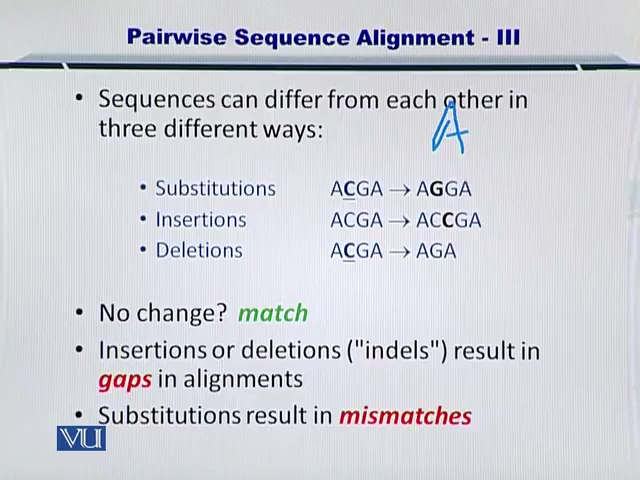 Pairwise Sequence Alignment - III
• Sequences can differ from each other in
three different ways:
A
• Substitutions ACGA → AGGA
• Insertions ACGA → ACCGA
• Deletions ACGA → AGA
• No change? match
• Insertions or deletions ("indels") result in
gaps in alignments
• Substitutions result in mismatches
VU